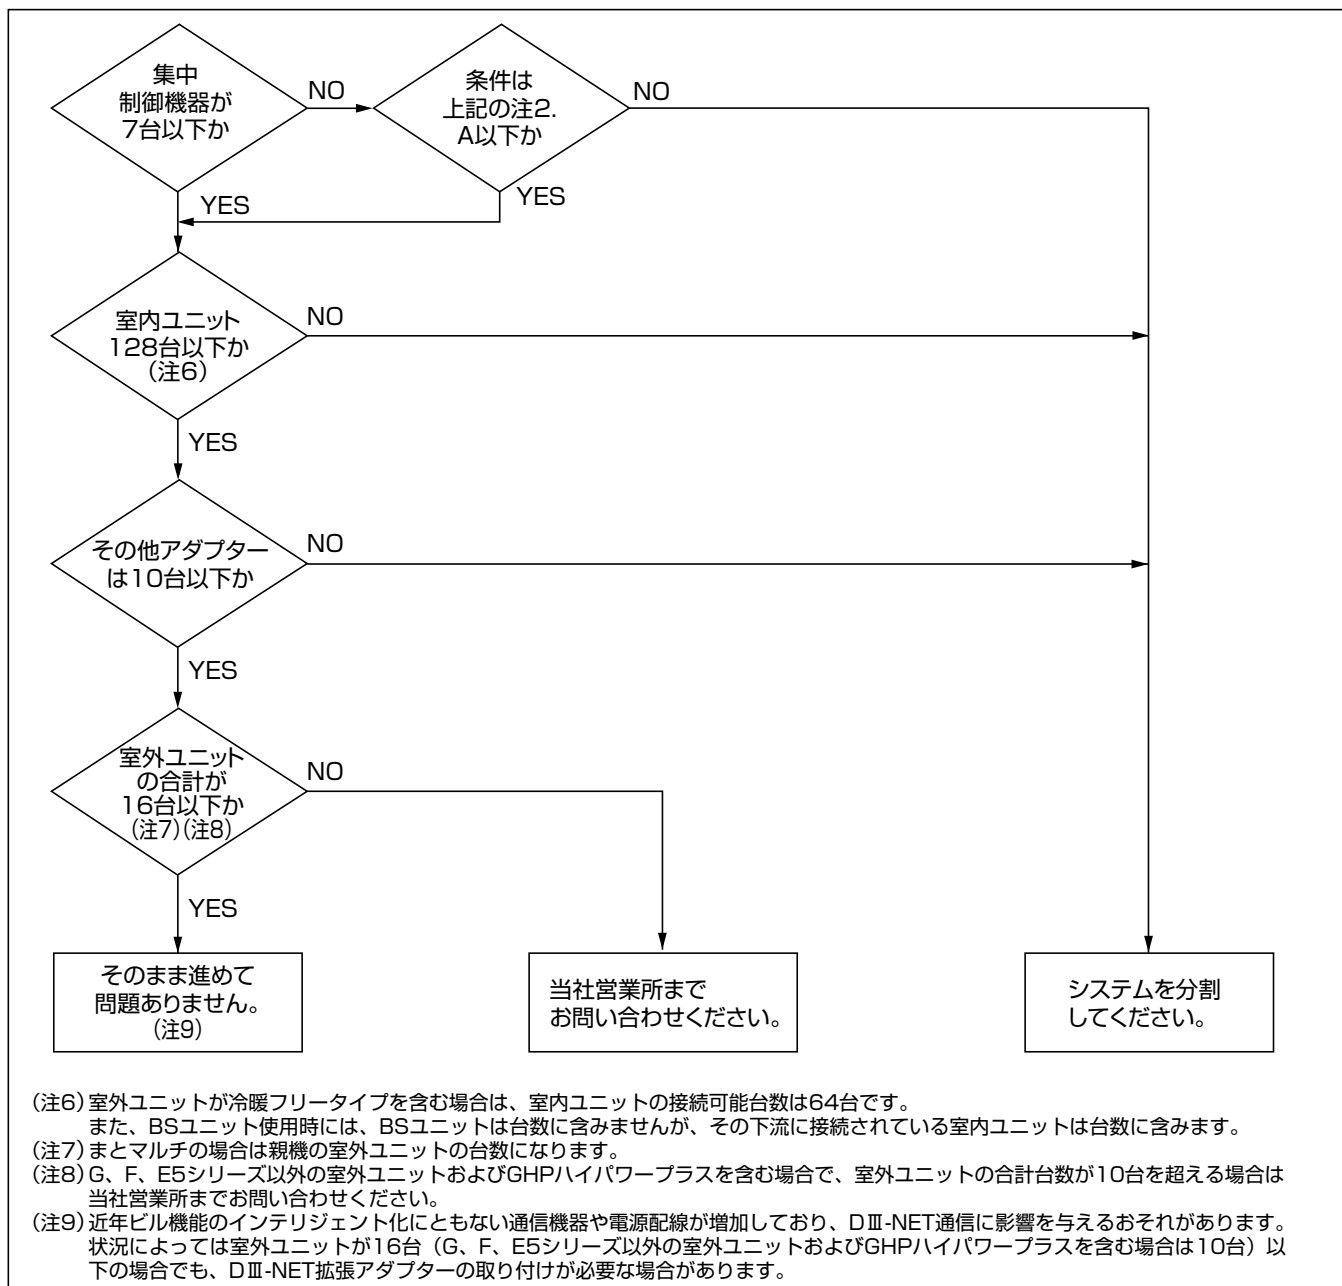 集中
制御機器が
7台以下か
NO
条件は
上記の注2.
A以下か
NO
YES
YES
室内ユニット
128台以下か
（注6）
NO
YES
その他アダプター
は10台以下か
NO
YES
室外ユニット
の合計が
16台以下か
（注7）（注8）
NO
YES
そのまま進めて
問題ありません。
（注9）
当社営業所まで
お問い合わせください。
システムを分割
してください。
（注6）室外ユニットが冷暖フリータイプを含む場合は、室内ユニットの接続可能台数は64台です。
また、BSユニット使用時には、BSユニットは台数に含みませんが、その下流に接続されている室内ユニットは台数に含みます。
（注7）まとマルチの場合は親機の室外ユニットの台数になります。
（注8）G、F、E5シリーズ以外の室外ユニットおよびGHPハイパワープラスを含む場合で、室外ユニットの合計台数が10台を超える場合は
当社営業所までお問い合わせください。
（注9）近年ビル機能のインテリジェント化にともない通信機器や電源配線が増加しており、DⅢ-NET通信に影響を与えるおそれがあります。
状況によっては室外ユニットが16台（G、F、E5シリーズ以外の室外ユニットおよびGHPハイパワープラスを含む場合は10台）以
下の場合でも、DⅢ-NET拡張アダプターの取り付けが必要な場合があります。